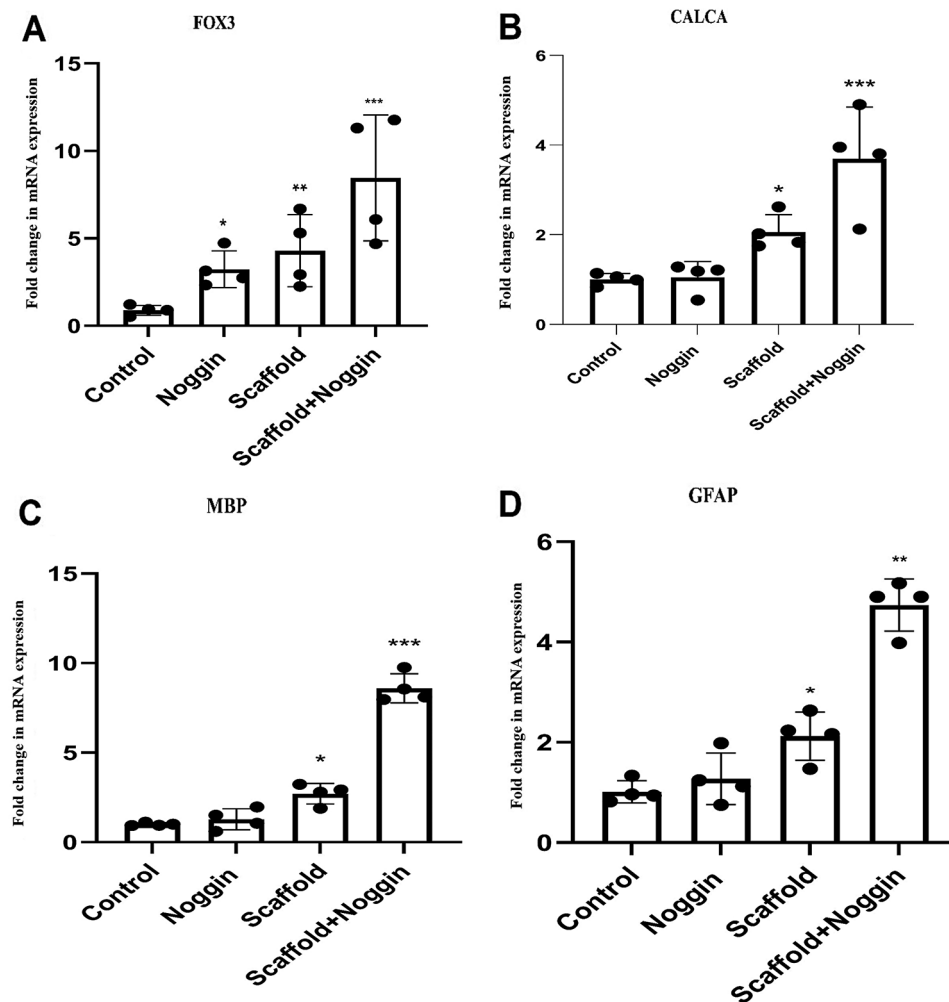 A
FOX3
Fold change in mRNA expression
15
10
5
0
*
**
***
Control
Noggin
Scaffold
Scaffold+Noggin
B
CALCA
Fold change in mRNA expression
6
4
2
0
*
***
Control
Noggin
Scaffold
Scaffold+Noggin
C
MBP
Fold change in mRNA expression
15
10
5
0
*
***
Control
Noggin
Scaffold
Scaffold+Noggin
D
GFAP
Fold change in mRNA expression
6
4
2
0
*
**
Control
Noggin
Scaffold
Scaffold+Noggin